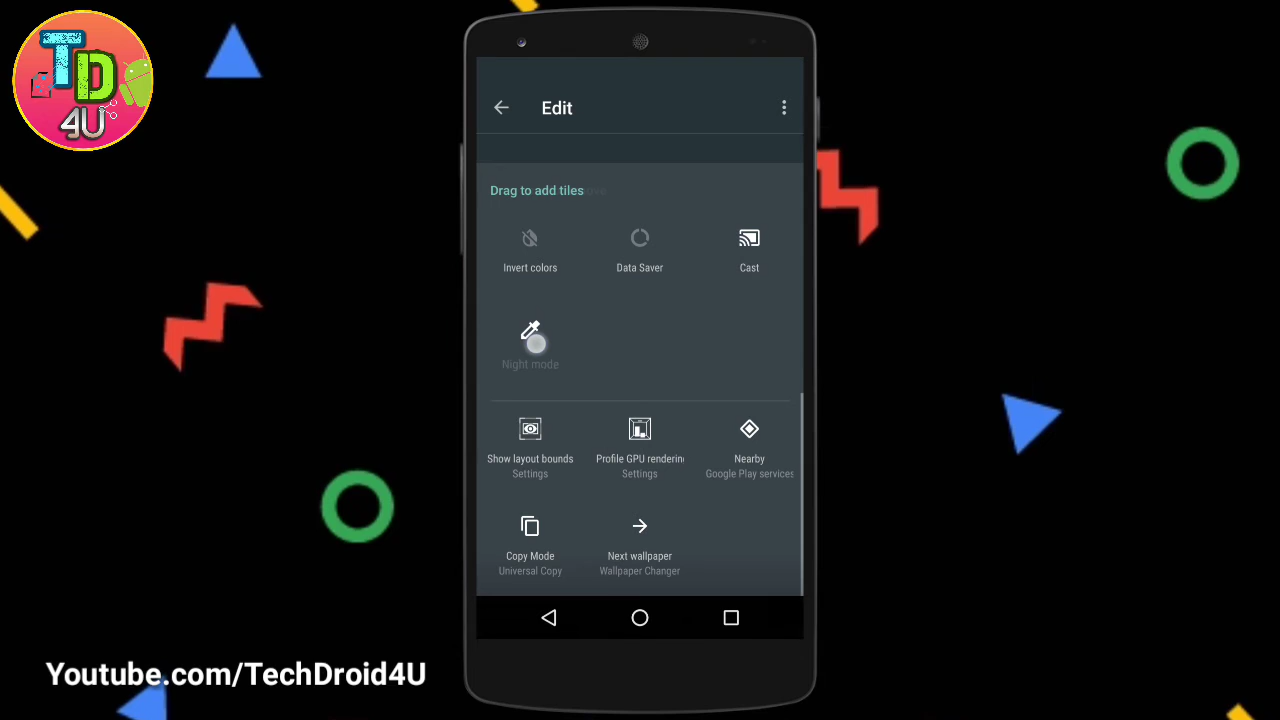 TD
4U
Edit
Drag to add tiles
Invert colors
Data Saver
Cast
Night mode
Show layout bounds
Settings
Profile GPU renderin
Settings
Nearby
Google Play services
Copy Mode
Universal Copy
Next wallpaper
Wallpaper Changer
Youtube.com/TechDroid4U